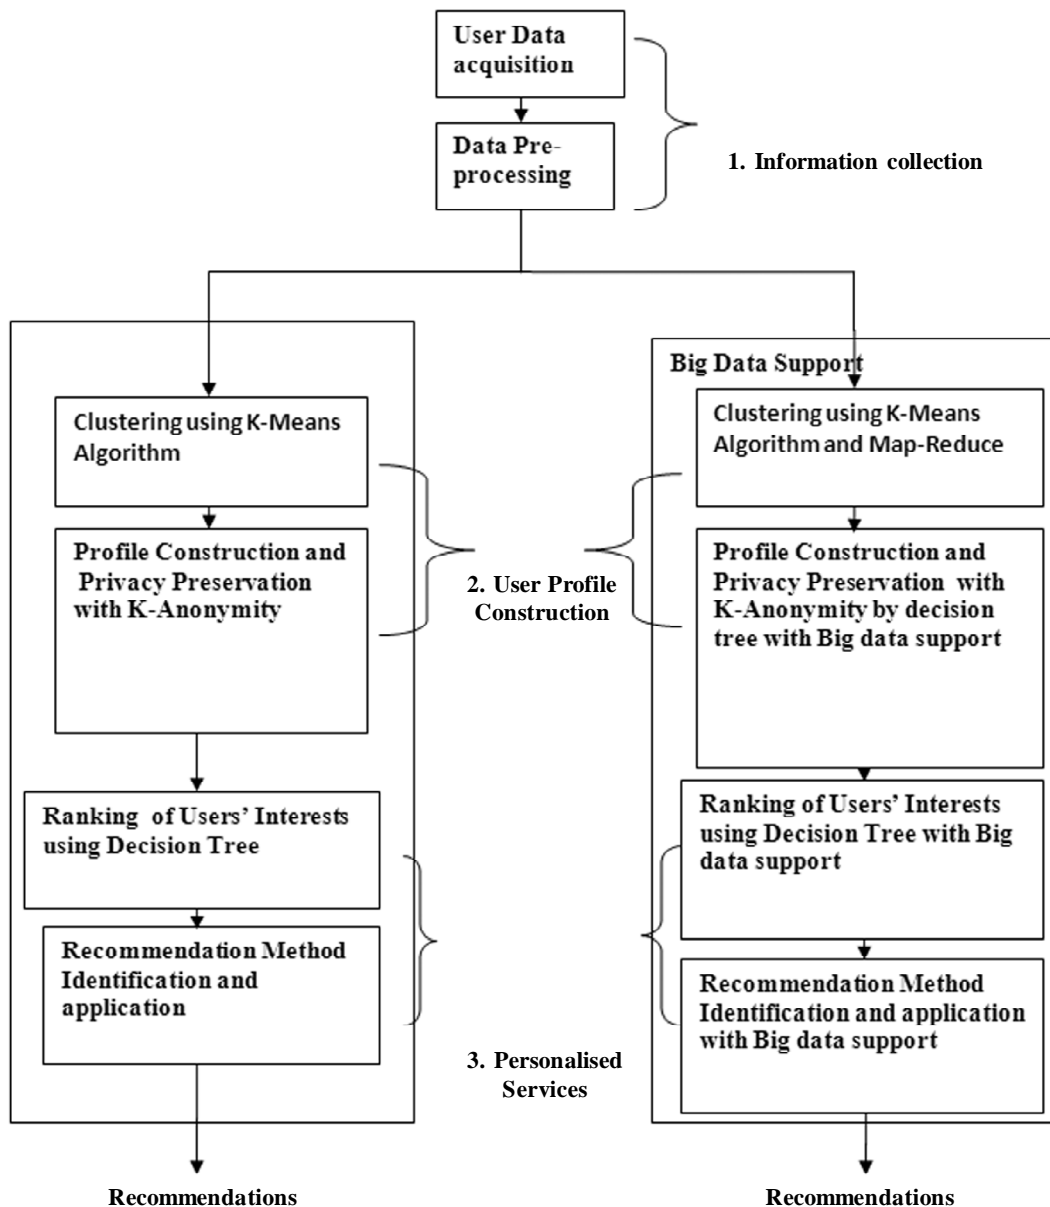 User Data
acquisition
Data Pre-
processing
1. Information collection
Clustering using K-Means
Algorithm
Profile Construction and
Privacy Preservation
with K-Anonymity
Ranking of Users’ Interests
using Decision Tree
Recommendation Method
Identification and
application
Recommendations
2. User Profile
Construction
3. Personalised
Services
Big Data Support
Clustering using K-Means
Algorithm and Map-Reduce
Profile Construction and
Privacy Preservation with
K-Anonymity by decision
tree with Big data support
Ranking of Users’ Interests
using Decision Tree with Big
data support
Recommendation Method
Identification and application
with Big data support
Recommendations